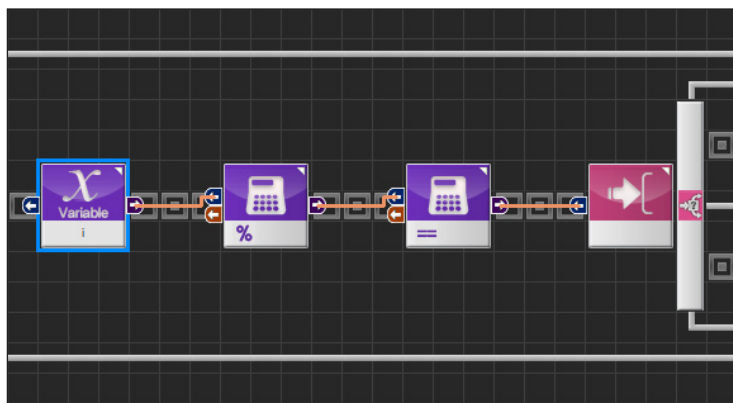 x
Variable
i
%
==